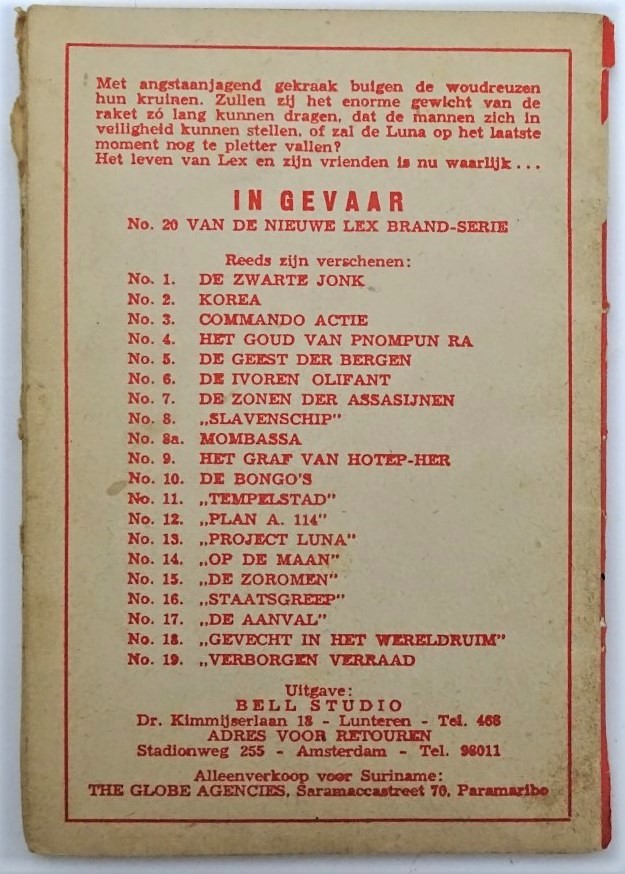 Met angstaanjagend gekraak buigen de woudreuzen
hun kruinen. Zullen zij het enorme gewicht van de
raket zó lang kunnen dragen, dat de mannen zich in
veiligheid kunnen stellen, of zal de Luna op het laatste
moment nog te pletter vallen?
Het leven van Lex en zijn vrienden is nu waarlijk...
IN GEVAAR
No. 20 VAN DE NIEUWE LEX BRAND-SERIE
Reeds zijn verschenen:
No. 1. DE ZWARTE JONK
No. 2. KOREA
No. 3. COMMANDO ACTIE
No. 4. HET GOUD VAN PNOMPUN RA
No. 5. DE GEEST DER BERGEN
No. 6. DE IVOREN OLIFANT
No. 7. DE ZONEN DER ASSASIJNEN
No. 8. „SLAVENSCHIP"
No. 8a. MOMBASSA
No. 9. HET GRAF VAN HOTEP-HER
No. 10. DE BONGO'S
No. 11. „TEMPELSTAD"
No. 12. „PLAN A. 114"
No. 13. „PROJECT LUNA"
No. 14. „OP DE MAAN"
No. 15. „DE ZOROMEN"
No. 16. „STAATSGREEP"
No. 17. „DE AANVAL"
No. 18. „GEVECHT IN HET WERELDRUIM"
No. 19. „VERBORGEN VERRAAD
Uitgave:
BELL STUDIO
Dr. Kimmijserlaan 18 - Lunteren - Tel. 468
ADRES VOOR RETOUREN
Stadionweg 255 - Amsterdam - Tel. 98011
Alleenverkoop voor Suriname:
THE GLOBE AGENCIES, Saramaccastreet 70, Paramaribo